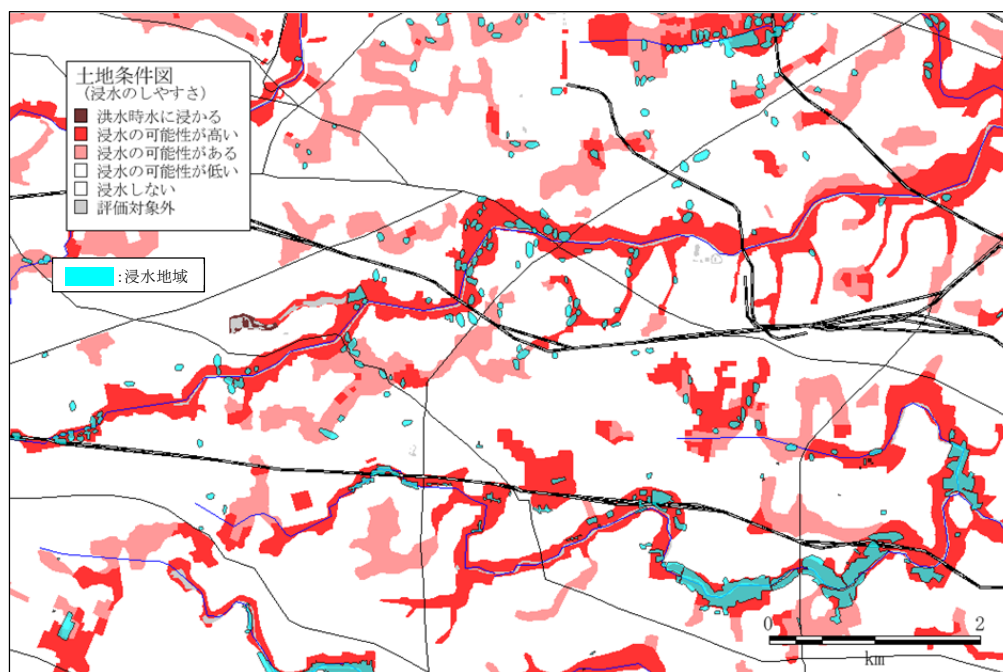 土地条件図
(浸水のしやすさ)
洪水時水に浸かる
浸水の可能性が高い
浸水の可能性がある
浸水の可能性が低い
浸水しない
評価対象外
:浸水地域
0 2
km